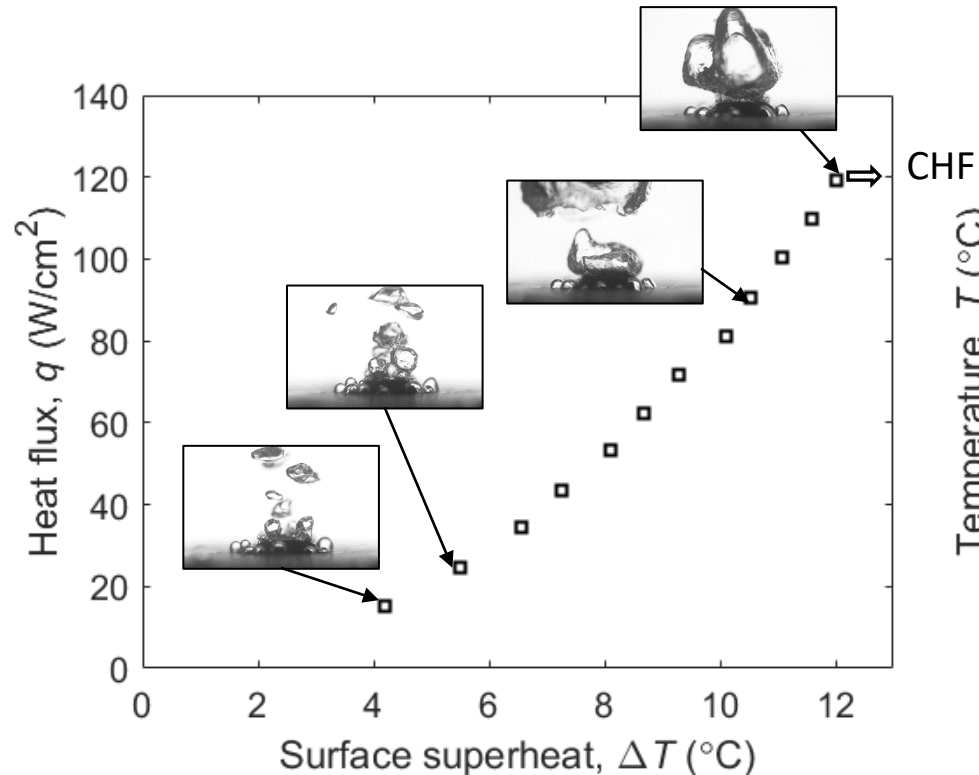 140
120
100
80
60
40
20
0
0 2 4 6 8 10 12
Heat flux, q (W/cm²)
Surface superheat, ΔT (°C)
CHF
Temperature, T (°C)